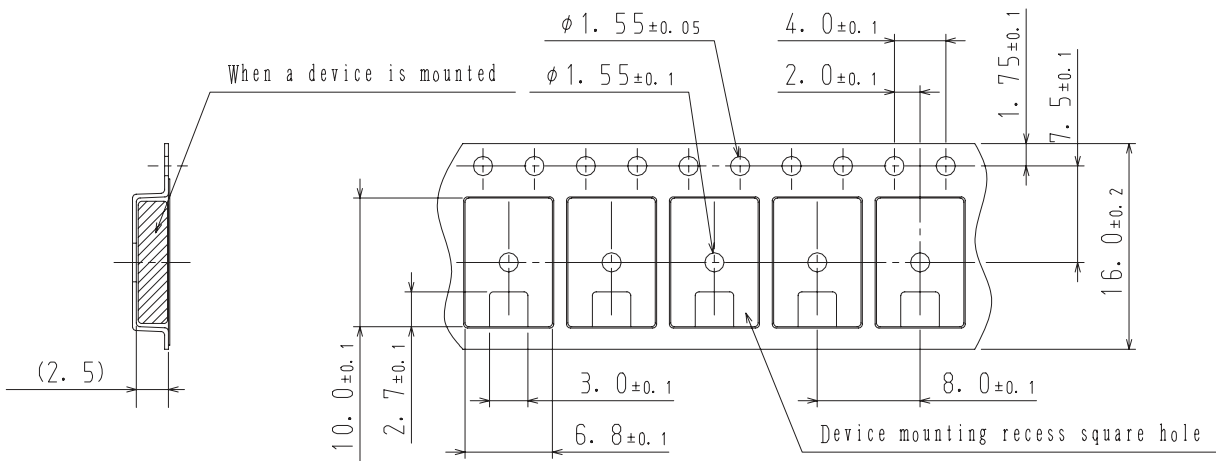 φ1.55±0.05
4.0±0.1
When a device is mounted
φ1.55±0.1
2.0±0.1
1.75±0.1
7.5±0.1
16.0±0.2
(2.5)
10.0±0.1
2.7±0.1
3.0±0.1
8.0±0.1
6.8±0.1
Device mounting recess square hole